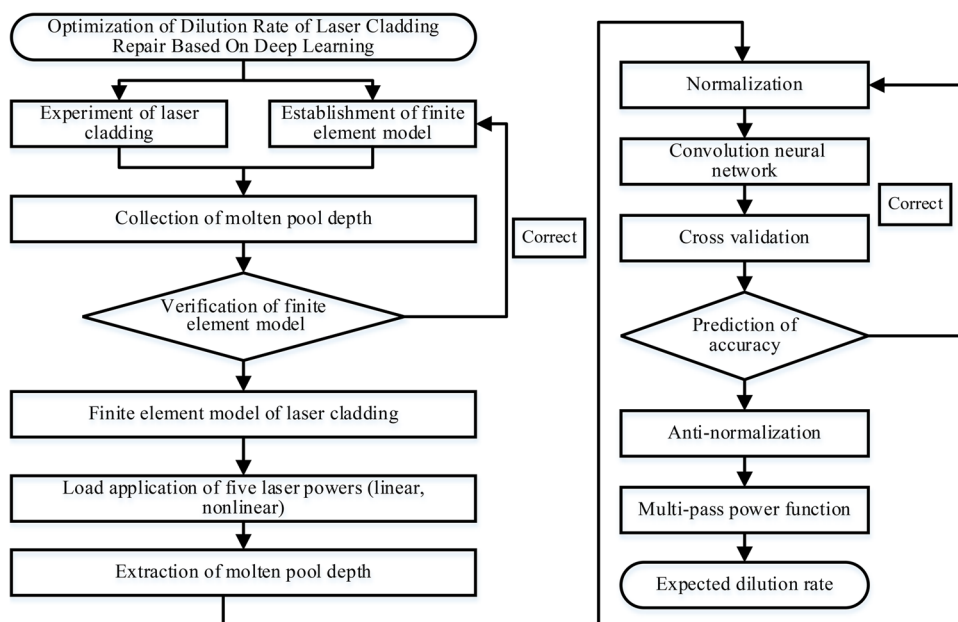 Optimization of Dilution Rate of Laser Cladding
Repair Based On Deep Learning
Experiment of laser
cladding
Establishment of finite
element model
Collection of molten pool depth
Correct
Verification of finite
element model
Finite element model of laser cladding
Load application of five laser powers (linear,
nonlinear)
Extraction of molten pool depth
Normalization
Convolution neural
network
Correct
Cross validation
Prediction of
accuracy
Anti-normalization
Multi-pass power function
Expected dilution rate